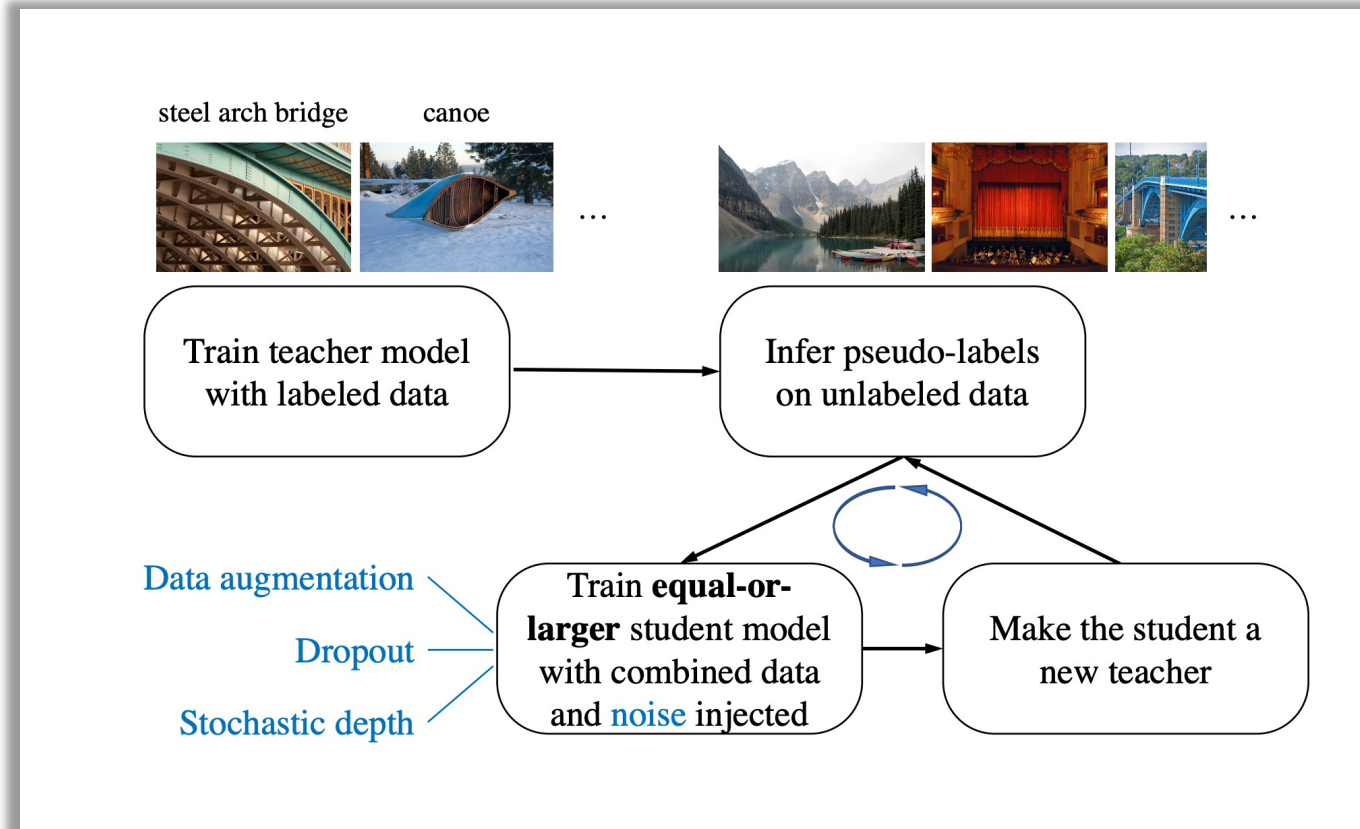 steel arch bridge
canoe
...
...
Train teacher model
with labeled data
Infer pseudo-labels
on unlabeled data
Data augmentation
Dropout
Stochastic depth
Train equal-or-
larger student model
with combined data
and noise injected
Make the student a
new teacher